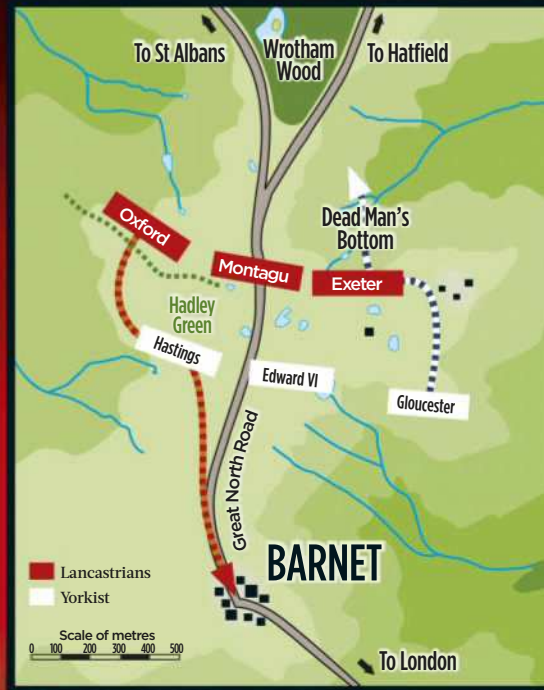 To St Albans
Wrotham
Wood
To Hatfield
Dead Man's
Bottom
Oxford
Montagu
Exeter
Hadley
Green
Hastings
Edward VI
Gloucester
Great North Road
BARNET
Lancastrians
Yorkist
Scale of metres
0 100 200 300 400 500
To London